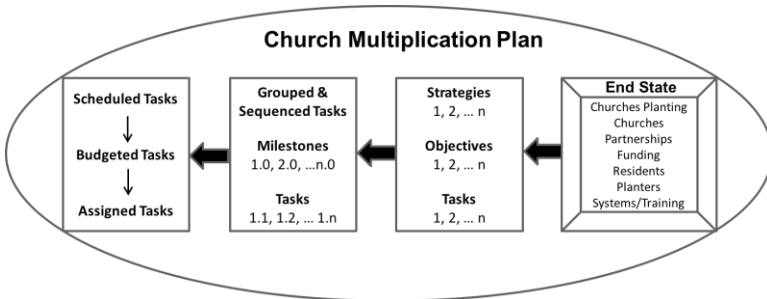 Church Multiplication Plan
Scheduled Tasks
Budgeted Tasks
Assigned Tasks
Grouped &
Sequenced Tasks
Milestones
1.0, 2.0, ...n.0
Tasks
1.1, 1.2, ... 1.n
Strategies
1, 2, ... n
Objectives
1, 2, ... n
Tasks
1, 2, ... n
End State
Churches Planting
Churches
Partnerships
Funding
Residents
Planters
Systems/Training